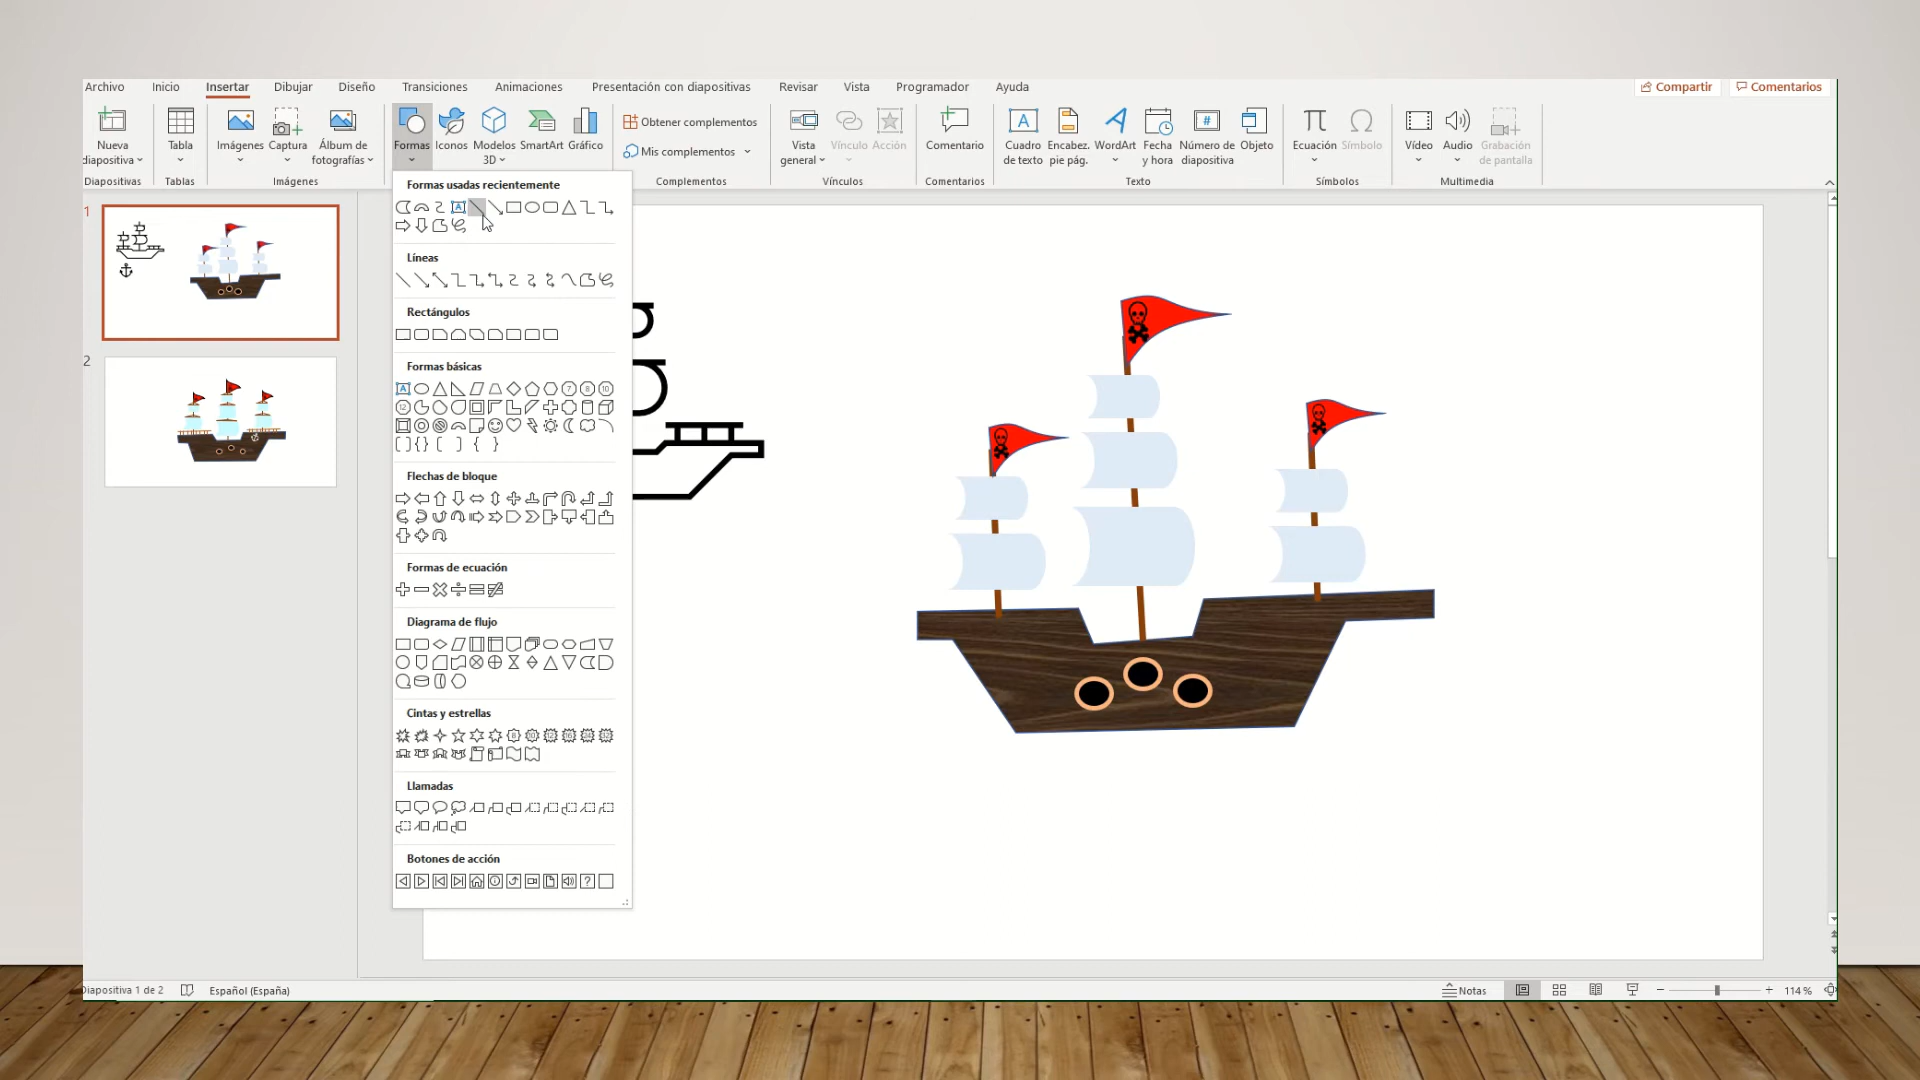 Archivo Inicio Insertar Dibujar Diseño Transiciones Animaciones Presentación con diapositivas Revisar Vista Programador Ayuda Compartir Comentarios
Nueva diapositiva
Tabla
Imágenes
Captura
Álbum de fotografías
Formas
Iconos
Modelos 3D
SmartArt
Gráfico
Obtener complementos
Mis complementos
Vista general
Vínculo
Acción
Comentario
Cuadro de texto
Encabez. pie pág.
WordArt
Fecha y hora
Número de diapositiva
Objeto
Ecuación
Símbolo
Vídeo
Audio
Grabación de pantalla
Diapositivas Tablas Imágenes Complementos Vínculos Comentarios Texto Símbolos Multimedia
1
2
Formas usadas recientemente
Líneas
Rectángulos
Formas básicas
Flechas de bloque
Formas de ecuación
Diagrama de flujo
Cintas y estrellas
Llamadas
Botones de acción
Diapositiva 1 de 2 Español (España) Notas 114 %